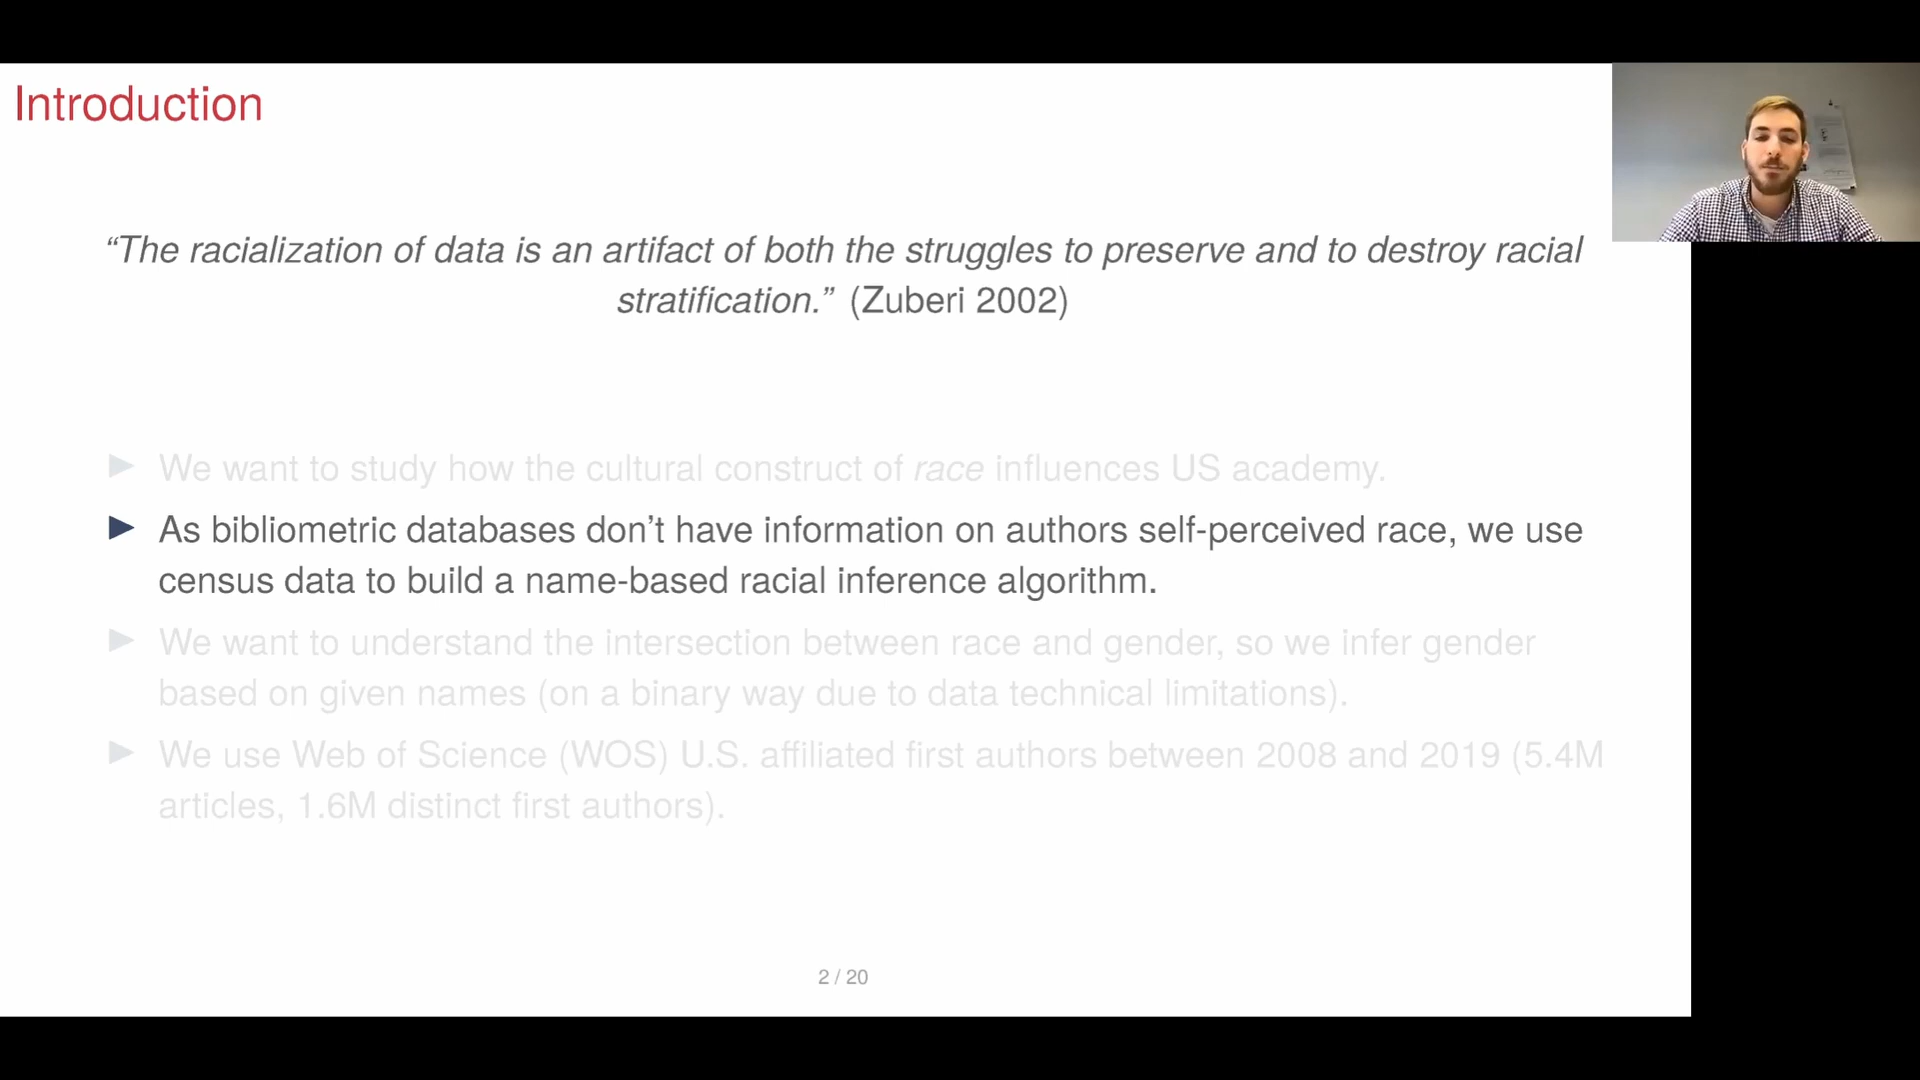 Introduction
“The racialization of data is an artifact of both the struggles to preserve and to destroy racial
stratification.” (Zuberi 2002)
We want to study how the cultural construct of race influences US academy.
As bibliometric databases don’t have information on authors self-perceived race, we use
census data to build a name-based racial inference algorithm.
We want to understand the intersection between race and gender, so we infer gender
based on given names (on a binary way due to data technical limitations).
We use Web of Science (WOS) U.S. affiliated first authors between 2008 and 2019 (5.4M
articles, 1.6M distinct first authors).
2 / 20